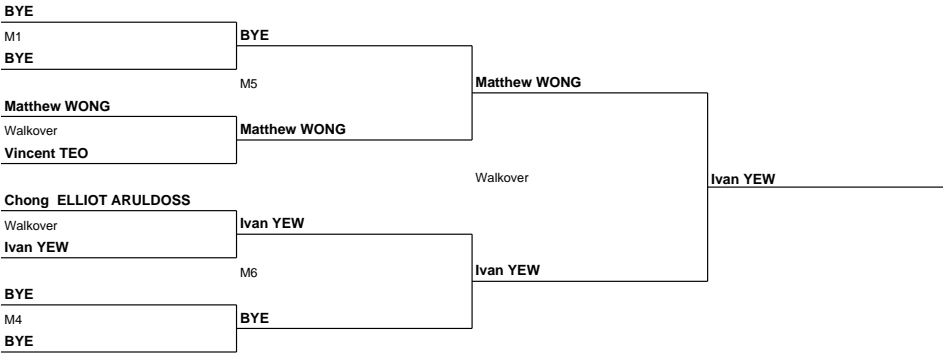 BYE
M1
BYE
BYE
M5
Matthew WONG
Matthew WONG
Walkover
Matthew WONG
Vincent TEO
Walkover
Ivan YEW
Chong  ELLIOT ARULDOSS
Walkover
Ivan YEW
Ivan YEW
M6
Ivan YEW
BYE
M4
BYE
BYE